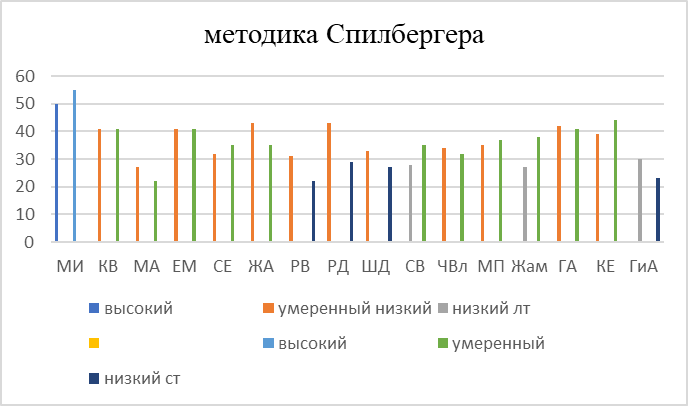 методика Спилбергера
60
50
40
30
20
10
0
МИ КВ МА ЕМ СЕ ЖА РВ РД ШД СВ ЧВл МП Жам ГА КЕ ГиА
высокий умеренный низкий низкий лт
высокий умеренный
низкий ст